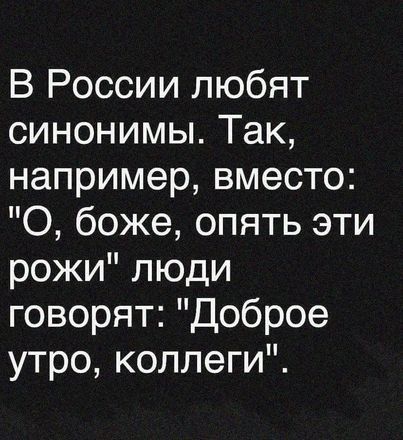 В России любят
синонимы. Так,
например, вместо:
"О, боже, опять эти
рожи" люди
говорят: "Доброе
утро, коллеги".